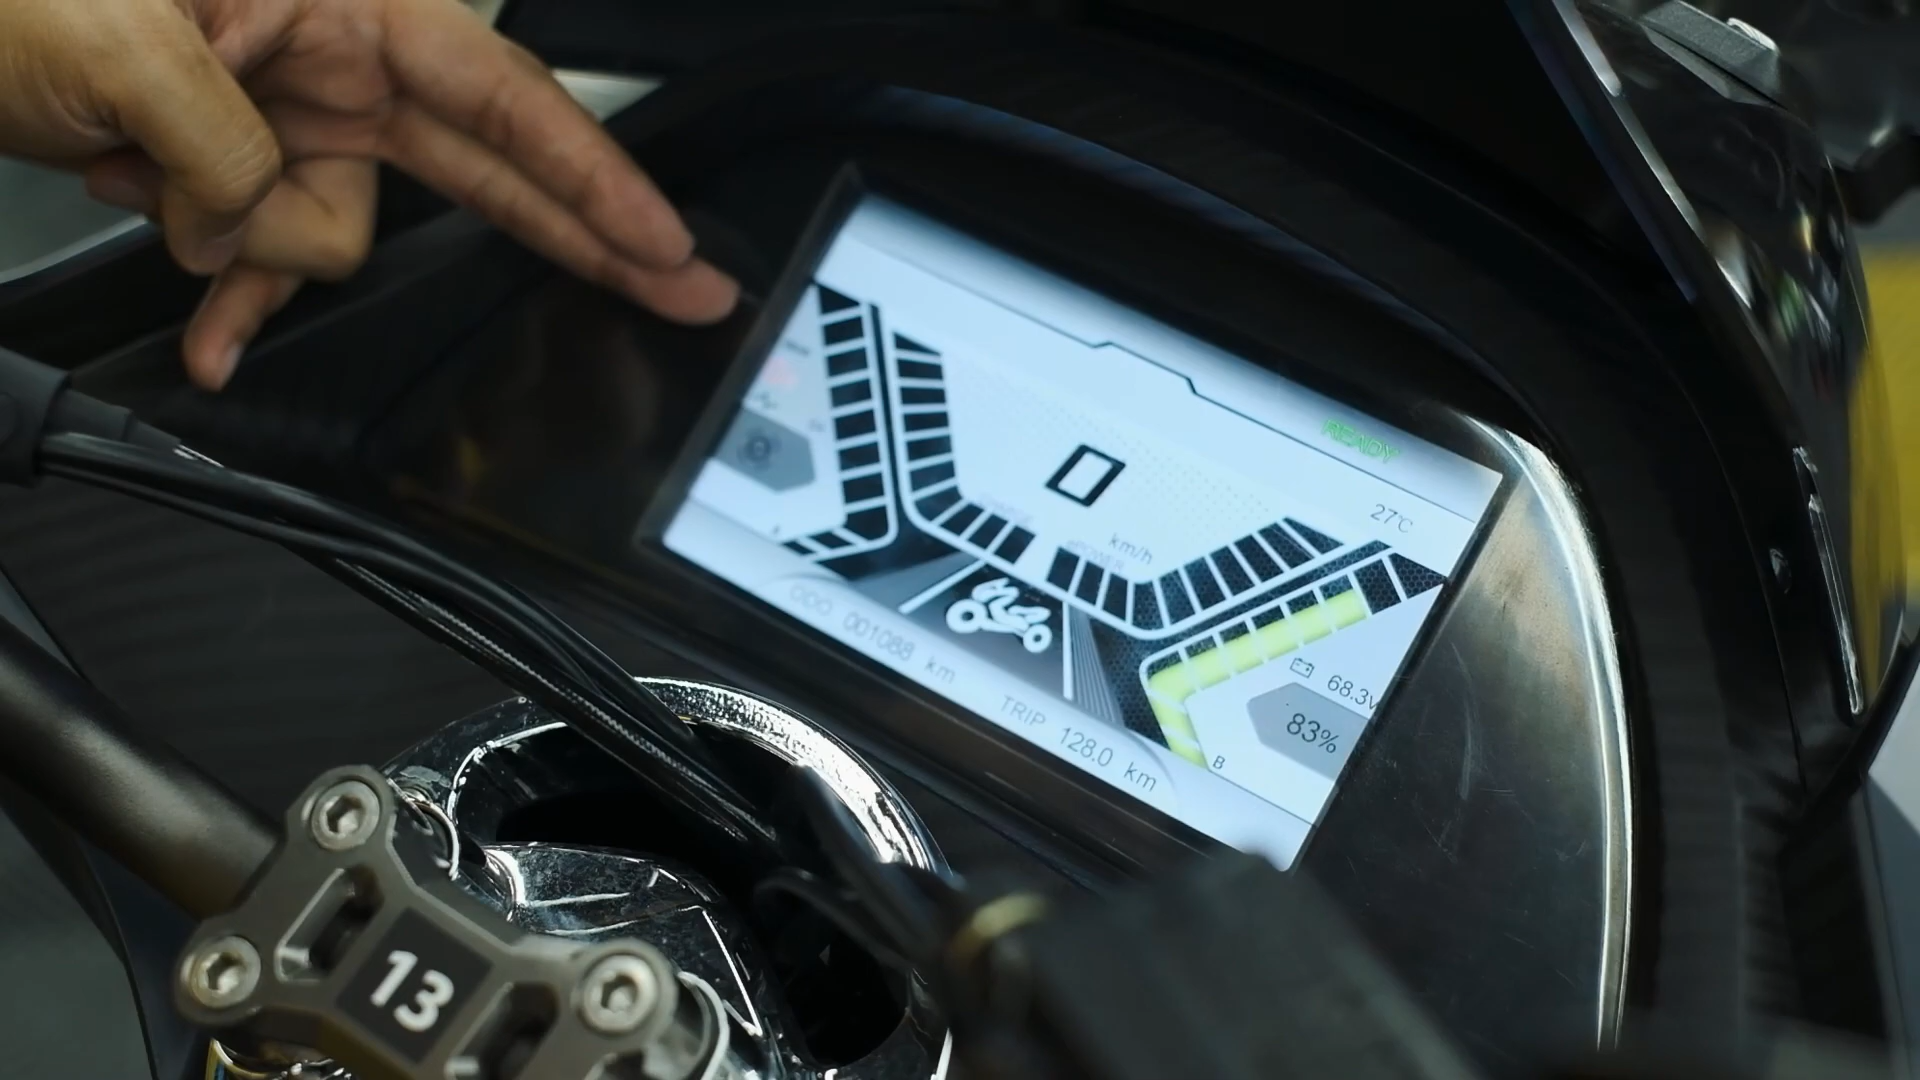 READY
27°C
0
km/h
ODO 001088 km
TRIP 128.0 km
68.3V
83%
B
13